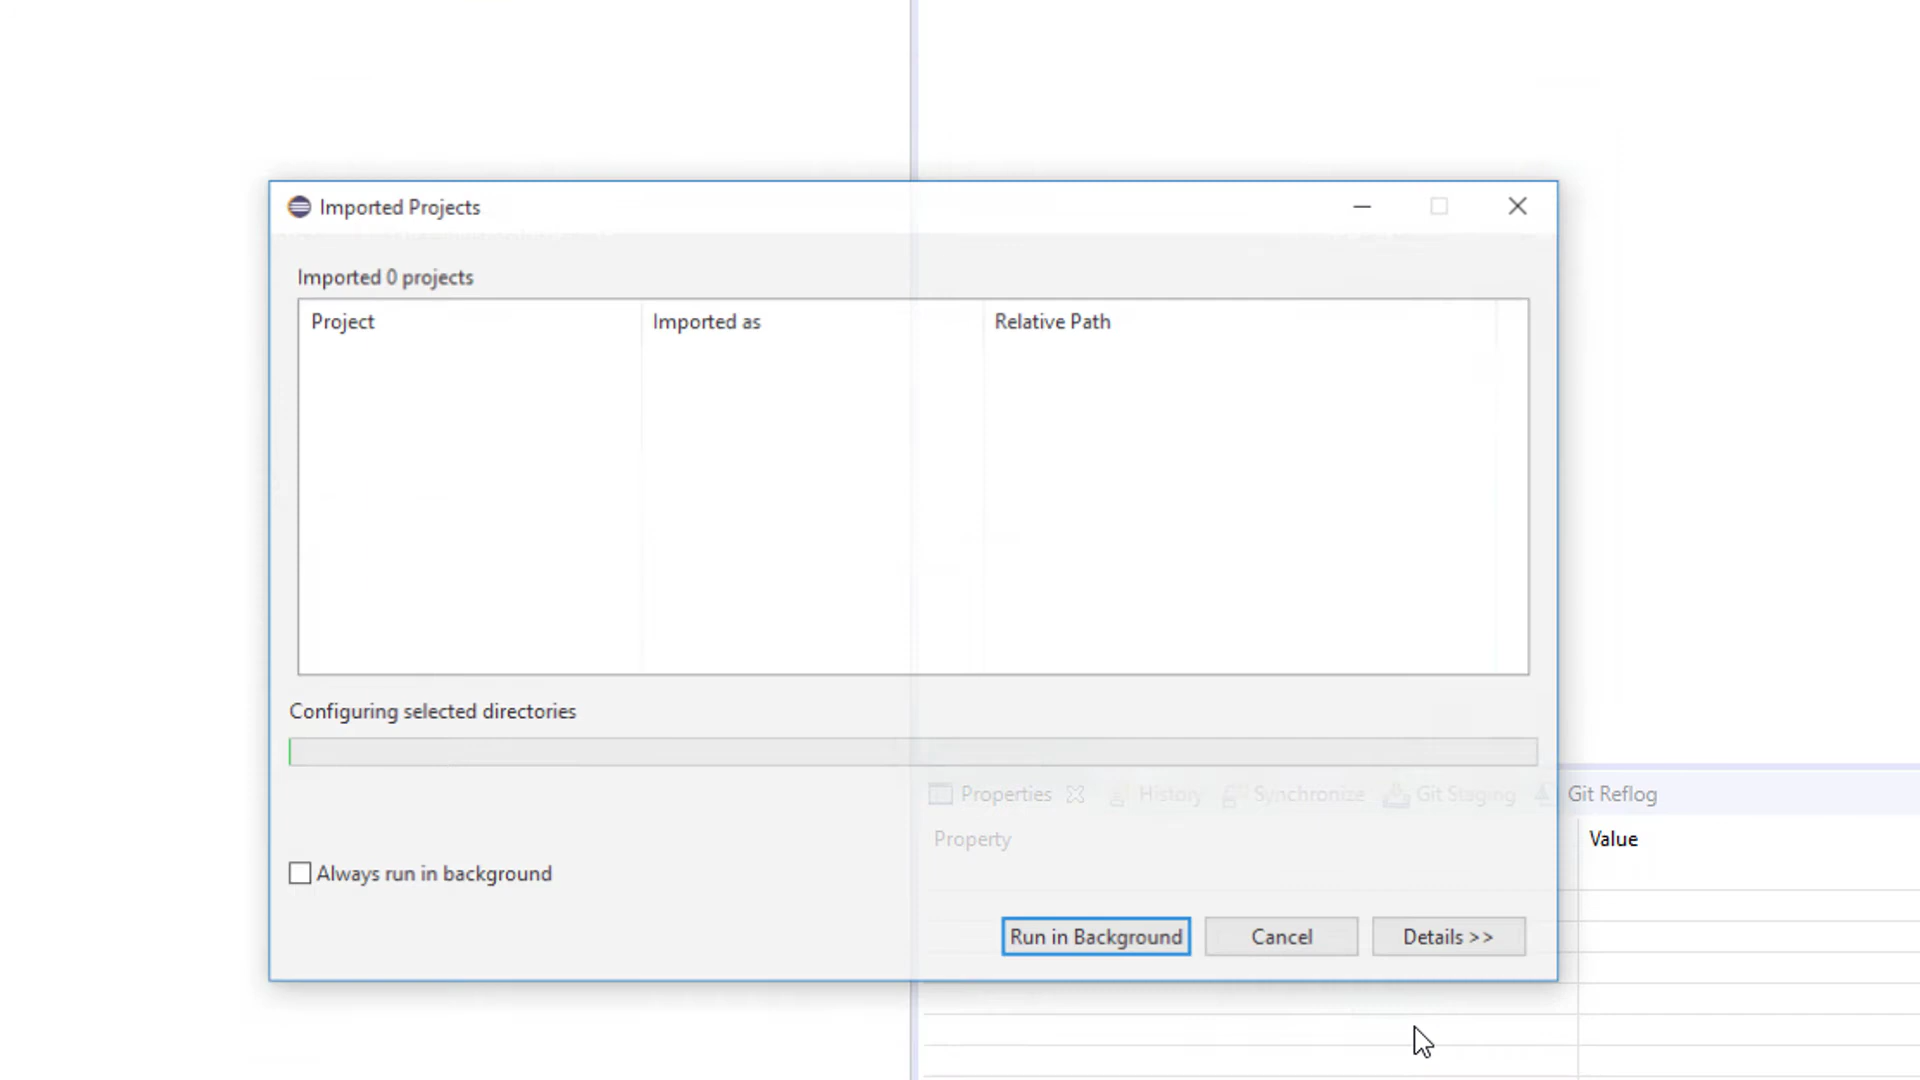 Imported Projects
Imported 0 projects
Project Imported as Relative Path
Configuring selected directories
Properties History Synchronize Git Staging Git Reflog
Property Value
Always run in background
Run in Background Cancel Details >>